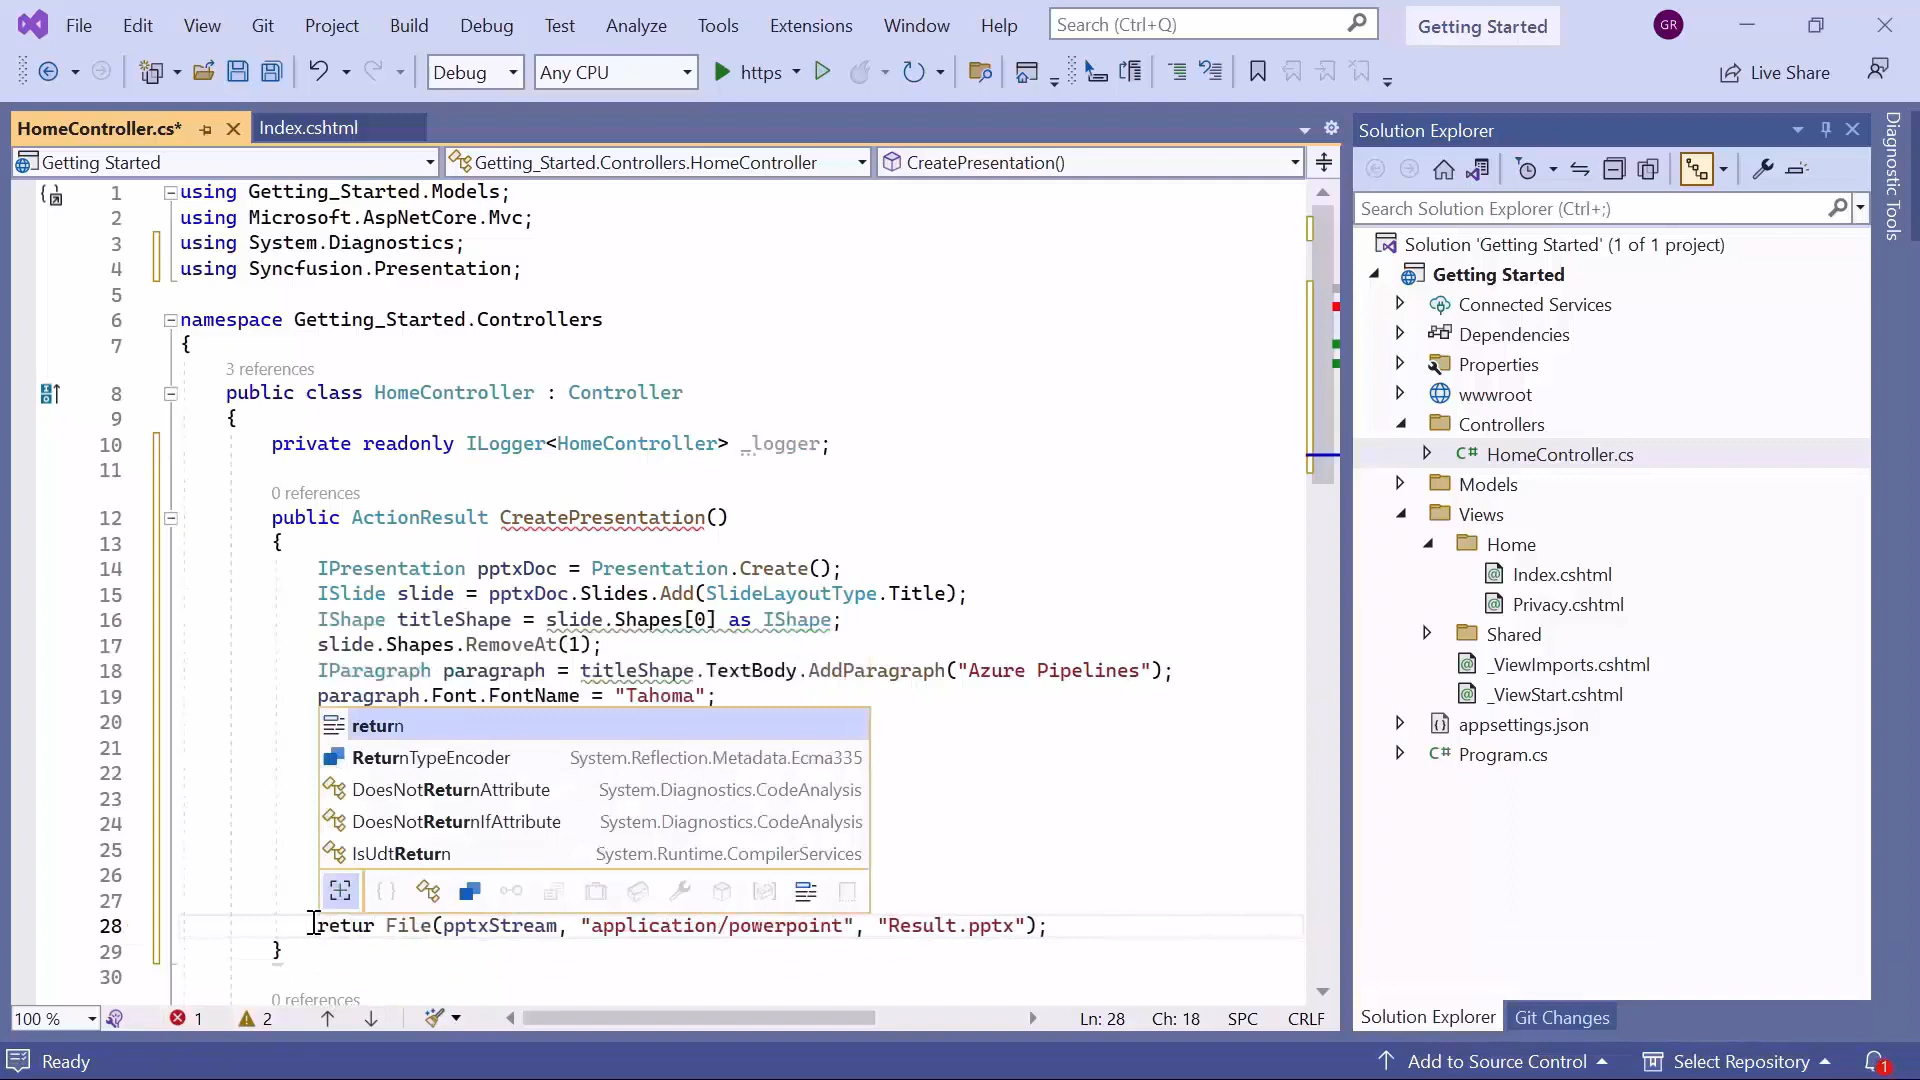 File Edit View Git Project Build Debug Test Analyze Tools Extensions Window Help Search (Ctrl+Q) Getting Started GR
Debug Any CPU https Live Share
HomeController.cs* Index.cshtml
Getting Started Getting_Started.Controllers.HomeController CreatePresentation()
1 using Getting_Started.Models;
2 using Microsoft.AspNetCore.Mvc;
3 using System.Diagnostics;
4 using Syncfusion.Presentation;
5
6 namespace Getting_Started.Controllers
7 {
3 references
8 public class HomeController : Controller
9 {
10 private readonly ILogger<HomeController> _logger;
11
0 references
12 public ActionResult CreatePresentation()
13 {
14 IPresentation pptxDoc = Presentation.Create();
15 ISlide slide = pptxDoc.Slides.Add(SlideLayoutType.Title);
16 IShape titleShape = slide.Shapes[0] as IShape;
17 slide.Shapes.RemoveAt(1);
18 IParagraph paragraph = titleShape.TextBody.AddParagraph("Azure Pipelines");
19 paragraph.Font.FontName = "Tahoma";
20
21
22
23
24
25
26
27
return
ReturnTypeEncoder System.Reflection.Metadata.Ecma335
DoesNotReturnAttribute System.Diagnostics.CodeAnalysis
DoesNotReturnIfAttribute System.Diagnostics.CodeAnalysis
IsUdtReturn System.Runtime.CompilerServices
28 retur File(pptxStream, "application/powerpoint", "Result.pptx");
29 }
30
0 references
100 % 1 2 Ln: 28 Ch: 18 SPC CRLF
Solution Explorer
Search Solution Explorer (Ctrl+;)
Solution 'Getting Started' (1 of 1 project)
Getting Started
Connected Services
Dependencies
Properties
wwwroot
Controllers
C# HomeController.cs
Models
Views
Home
Index.cshtml
Privacy.cshtml
Shared
_ViewImports.cshtml
_ViewStart.cshtml
appsettings.json
C# Program.cs
Solution Explorer Git Changes
Diagnostic Tools
Ready Add to Source Control Select Repository 1